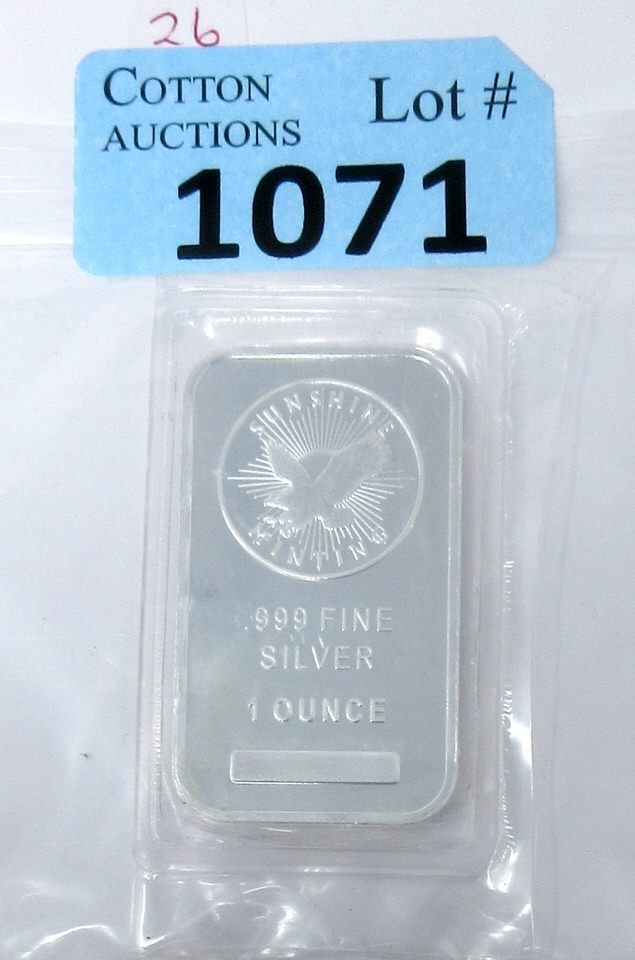 26
COTTON
AUCTIONS
Lot #
1071
SUNSHINE
MINTING
.999 FINE
SILVER
1 OUNCE